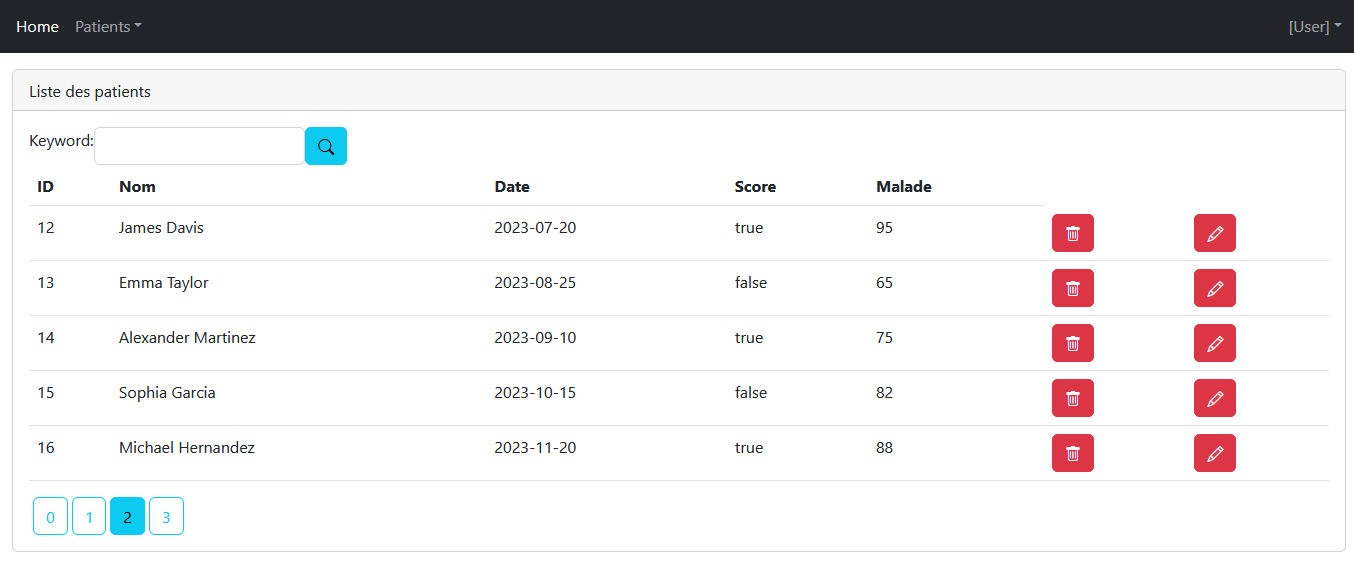 Home Patients [User]
Liste des patients
Keyword:
ID Nom Date Score Malade
12 James Davis 2023-07-20 true 95
13 Emma Taylor 2023-08-25 false 65
14 Alexander Martinez 2023-09-10 true 75
15 Sophia Garcia 2023-10-15 false 82
16 Michael Hernandez 2023-11-20 true 88
0 1 2 3